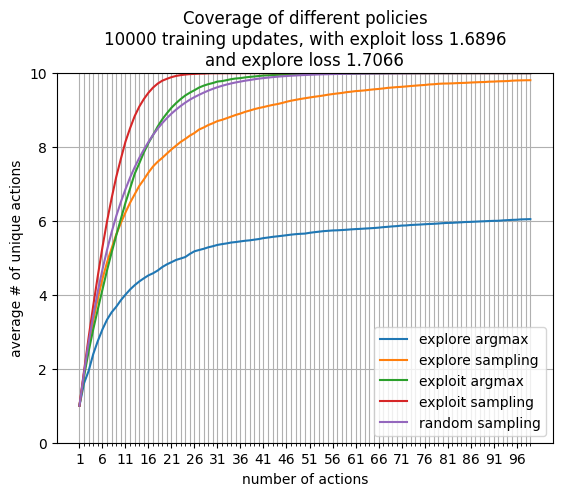 Coverage of different policies
10000 training updates, with exploit loss 1.6896
and explore loss 1.7066
average # of unique actions
10
8
6
4
2
0
explore argmax
explore sampling
exploit argmax
exploit sampling
random sampling
1 6 11 16 21 26 31 36 41 46 51 56 61 66 71 76 81 86 91 96
number of actions